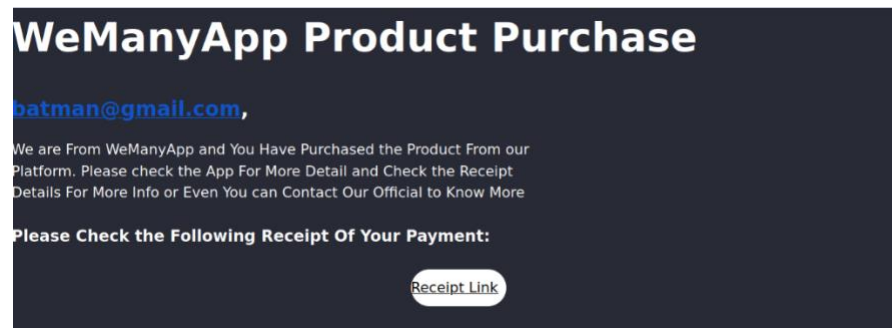 WeManyApp Product Purchase
batman@gmail.com,
We are From WeManyApp and You Have Purchased the Product From our
Platform. Please check the App For More Detail and Check the Receipt
Details For More Info or Even You can Contact Our Official to Know More
Please Check the Following Receipt Of Your Payment:
Receipt Link